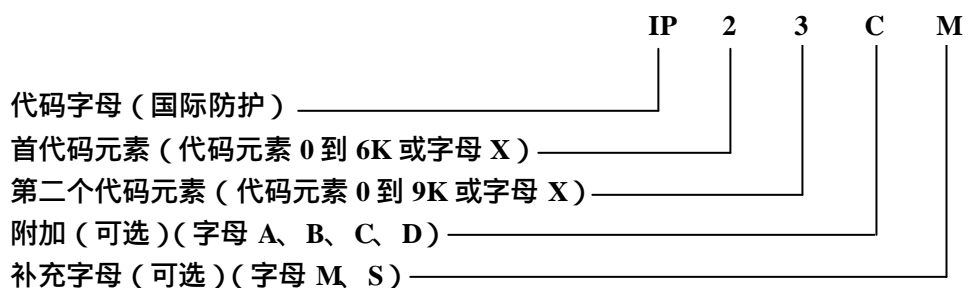 IP 2 3 C M
代码字母（国际防护）
首代码元素（代码元素 0 到 6K 或字母 X）
第二个代码元素（代码元素 0 到 9K 或字母 X）
附加（可选）（字母 A、B、C、D）
补充字母（可选）（字母 M、S）